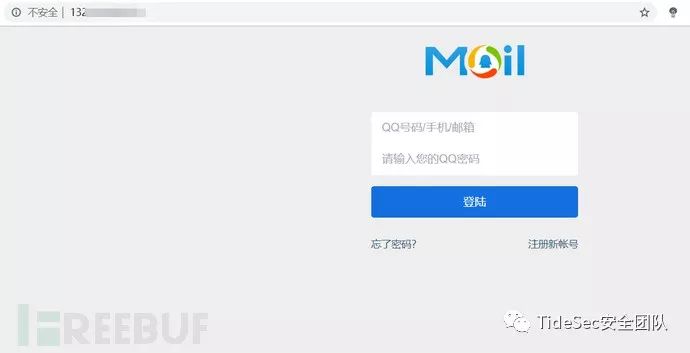 不安全 | 132
Mail
QQ号码/手机/邮箱
请输入您的QQ密码
登陆
忘了密码? 注册新帐号
FREEBUF
TideSec安全团队